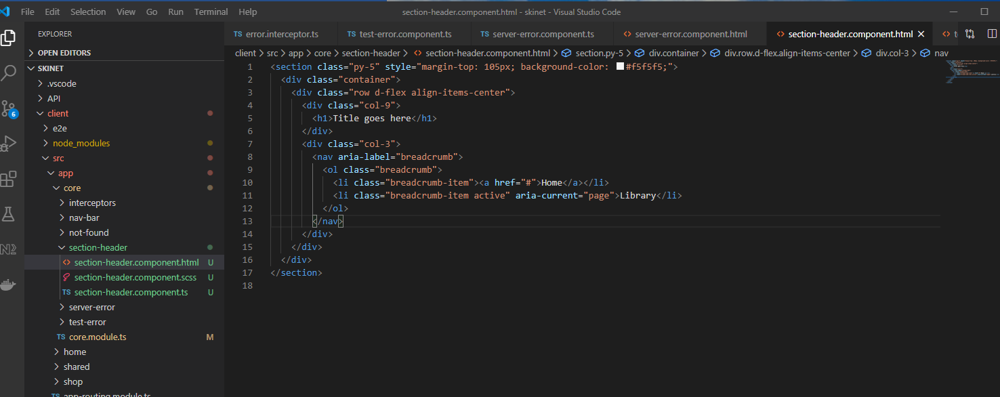 File Edit Selection View Go Run Terminal Help section-header.component.html - skinet - Visual Studio Code
EXPLORER
OPEN EDITORS
SKINET
.vscode
API
client
e2e
node_modules
src
app
core
interceptors
nav-bar
not-found
section-header
section-header.component.html U
section-header.component.scss U
TS section-header.component.ts U
server-error
test-error
TS core.module.ts M
home
shared
shop
TS app-routing.module.ts
6
TS error.interceptor.ts TS test-error.component.ts TS server-error.component.ts <> server-error.component.html <> section-header.component.html
client > src > app > core > section-header > <> section-header.component.html > section.py-5 > div.container > div.row.d-flex.align-items-center > div.col-3 > nav
1 <section class="py-5" style="margin-top: 105px; background-color: #f5f5f5;">
2 <div class="container">
3 <div class="row d-flex align-items-center">
4 <div class="col-9">
5 <h1>Title goes here</h1>
6 </div>
7 <div class="col-3">
8 <nav aria-label="breadcrumb">
9 <ol class="breadcrumb">
10 <li class="breadcrumb-item"><a href="#">Home</a></li>
11 <li class="breadcrumb-item active" aria-current="page">Library</li>
12 </ol>
13 </nav>
14 </div>
15 </div>
16 </div>
17 </section>
18